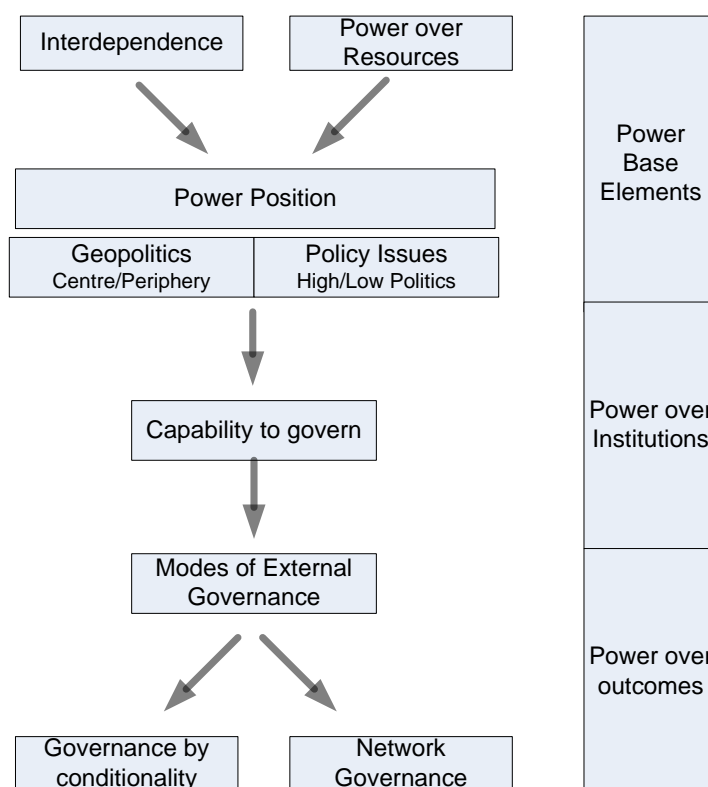 Interdependence
Power over
Resources
Power Position
Geopolitics
Centre/Periphery
Policy Issues
High/Low Politics
Capability to govern
Modes of External
Governance
Governance by
conditionality
Network
Governance
Power
Base
Elements
Power over
Institutions
Power over
outcomes